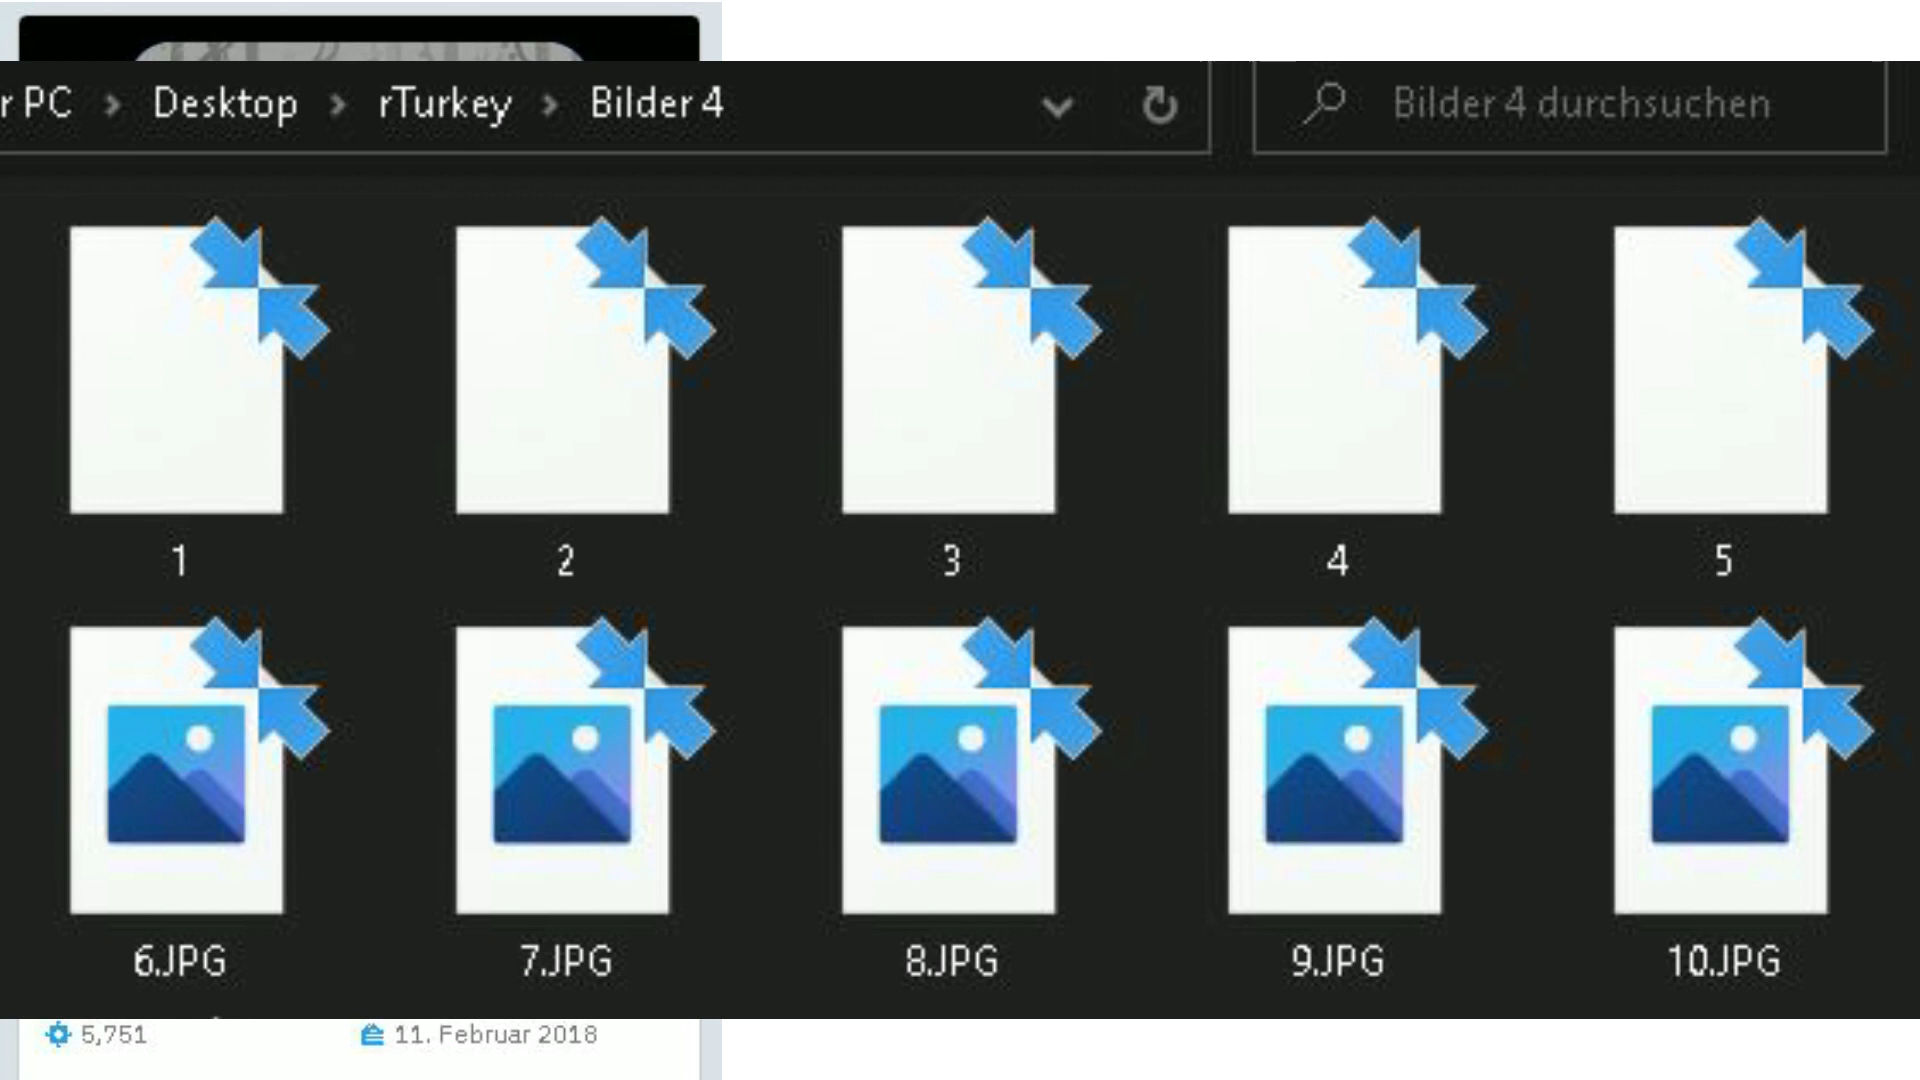 r PC > Desktop > rTurkey > Bilder 4
Bilder 4 durchsuchen
1
2
3
4
5
6.JPG
7.JPG
8.JPG
9.JPG
10.JPG
5,751
11. Februar 2018